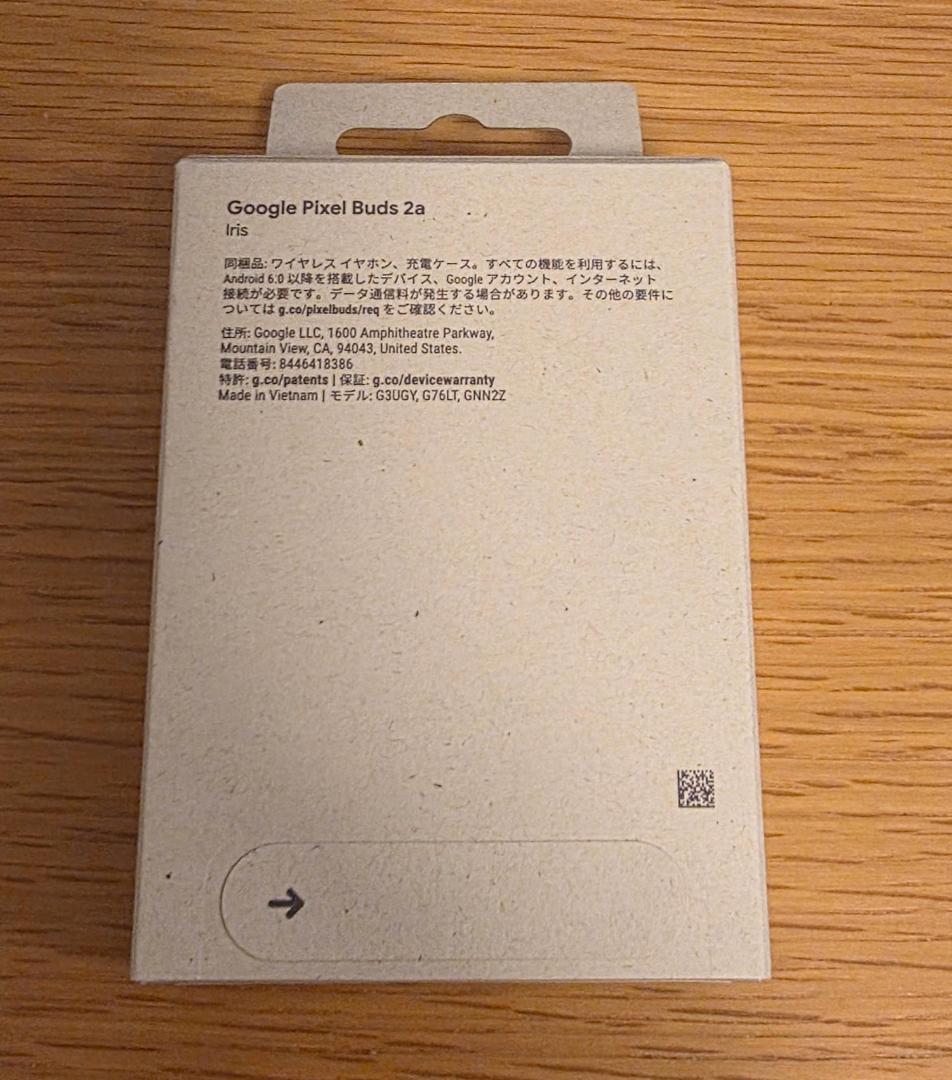 Google Pixel Buds 2a
Iris
同梱品: ワイヤレス イヤホン、充電ケース。すべての機能を利用するには、
Android 6.0 以降を搭載したデバイス、Google アカウント、インターネット
接続が必要です。データ通信料が発生する場合があります。その他の要件に
ついては g.co/pixelbuds/req をご確認ください。
住所: Google LLC, 1600 Amphitheatre Parkway,
Mountain View, CA, 94043, United States.
電話番号: 8446418386
特許: g.co/patents | 保証: g.co/devicewarranty
Made in Vietnam | モデル: G3UGY, G76LT, GNN2Z